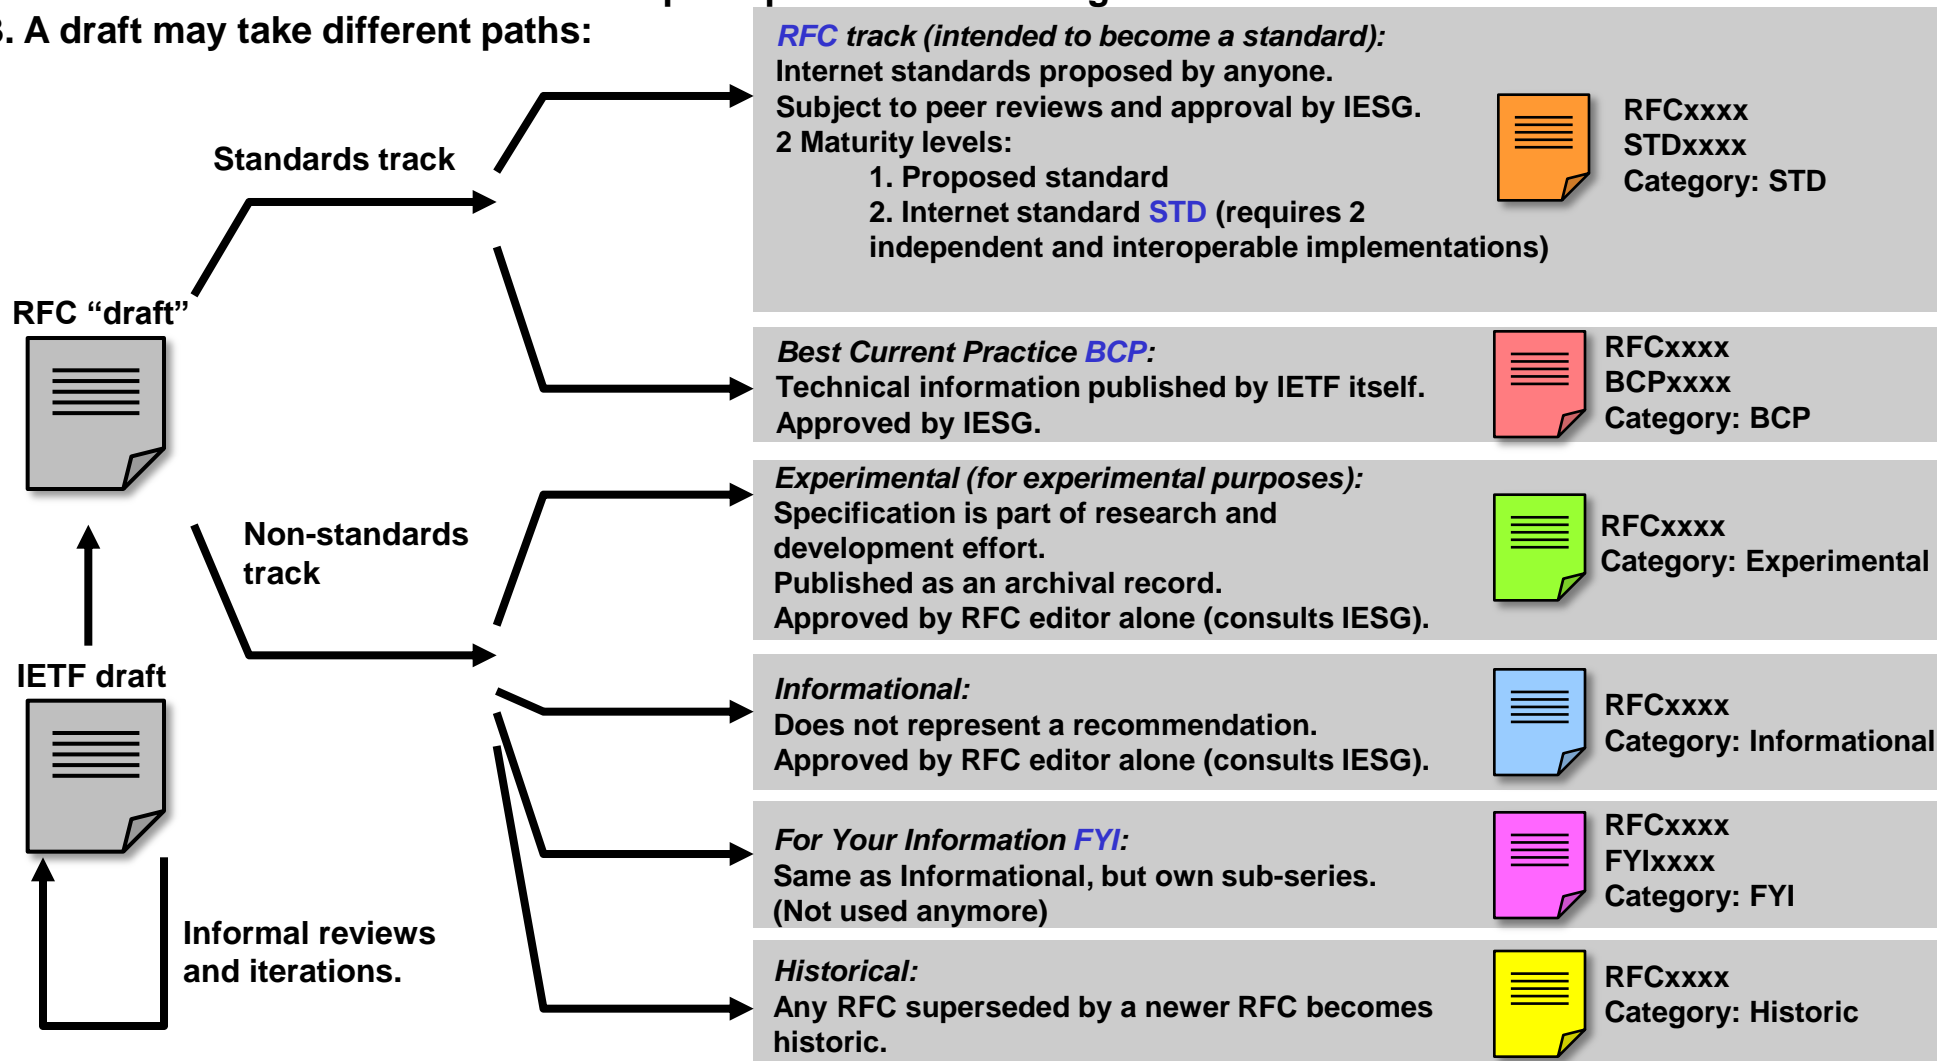 3. A draft may take different paths:
RFC track (intended to become a standard):
Internet standards proposed by anyone.
Subject to peer reviews and approval by IESG.
2 Maturity levels:
1. Proposed standard
2. Internet standard STD (requires 2
independent and interoperable implementations)
RFCxxxx
STDxxxx
Category: STD
Standards track
RFC “draft”
Best Current Practice BCP:
Technical information published by IETF itself.
Approved by IESG.
RFCxxxx
BCPxxxx
Category: BCP
Experimental (for experimental purposes):
Specification is part of research and
development effort.
Published as an archival record.
Approved by RFC editor alone (consults IESG).
RFCxxxx
Category: Experimental
Non-standards
track
IETF draft
Informational:
Does not represent a recommendation.
Approved by RFC editor alone (consults IESG).
RFCxxxx
Category: Informational
For Your Information FYI:
Same as Informational, but own sub-series.
(Not used anymore)
RFCxxxx
FYIxxxx
Category: FYI
Informal reviews
and iterations.
Historical:
Any RFC superseded by a newer RFC becomes
historic.
RFCxxxx
Category: Historic